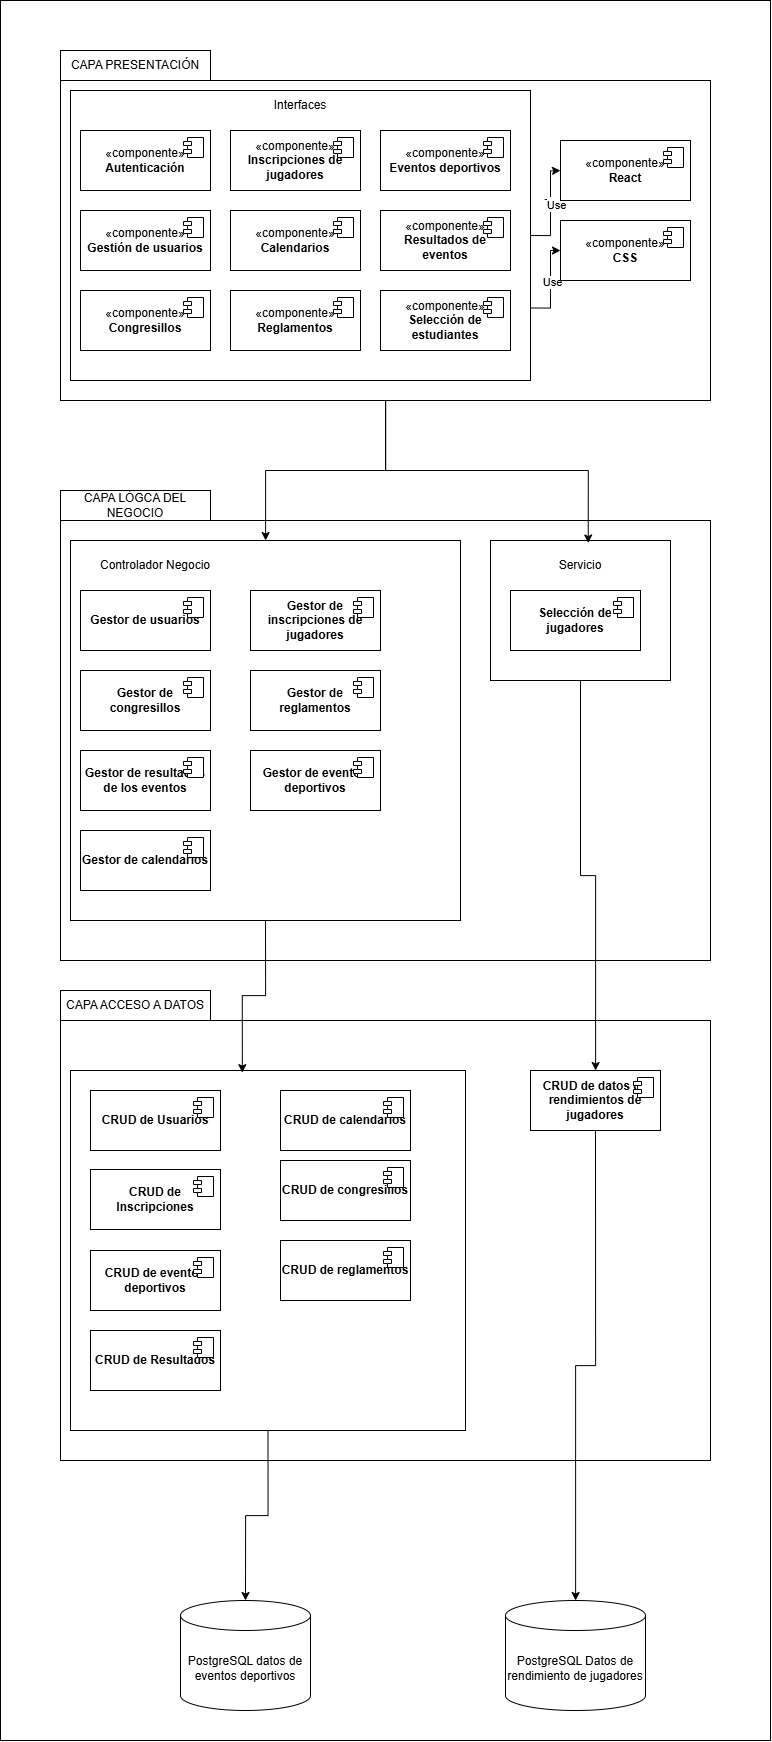 CAPA PRESENTACIÓN
Interfaces
«componente»
Autenticación
«componente»
Inscripciones de
jugadores
«componente»
Eventos deportivos
«componente»
React
Use
«componente»
Gestión de usuarios
«componente»
Calendarios
«componente»
Resultados de
eventos
«componente»
CSS
Use
«componente»
Congresillos
«componente»
Reglamentos
«componente»
Selección de
estudiantes
CAPA LÓGCA DEL
NEGOCIO
Controlador Negocio
Gestor de usuarios
Gestor de
inscripciones de
jugadores
Gestor de
congresillos
Gestor de
reglamentos
Gestor de resultados
de los eventos
Gestor de eventos
deportivos
Gestor de calendarios
Servicio
Selección de
jugadores
CAPA ACCESO A DATOS
CRUD de Usuarios
CRUD de calendarios
CRUD de
Inscripciones
CRUD de congresillos
CRUD de eventos
deportivos
CRUD de reglamentos
CRUD de Resultados
CRUD de datos
rendimientos de
jugadores
PostgreSQL datos de
eventos deportivos
PostgreSQL Datos de
rendimiento de jugadores